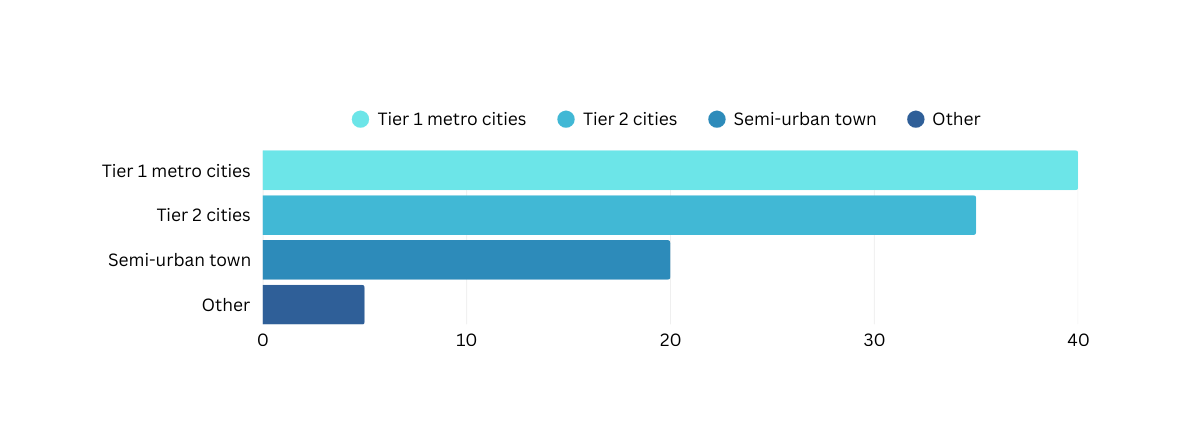 Tier 1 metro cities Tier 2 cities Semi-urban town Other
Tier 1 metro cities
Tier 2 cities
Semi-urban town
Other
0 10 20 30 40